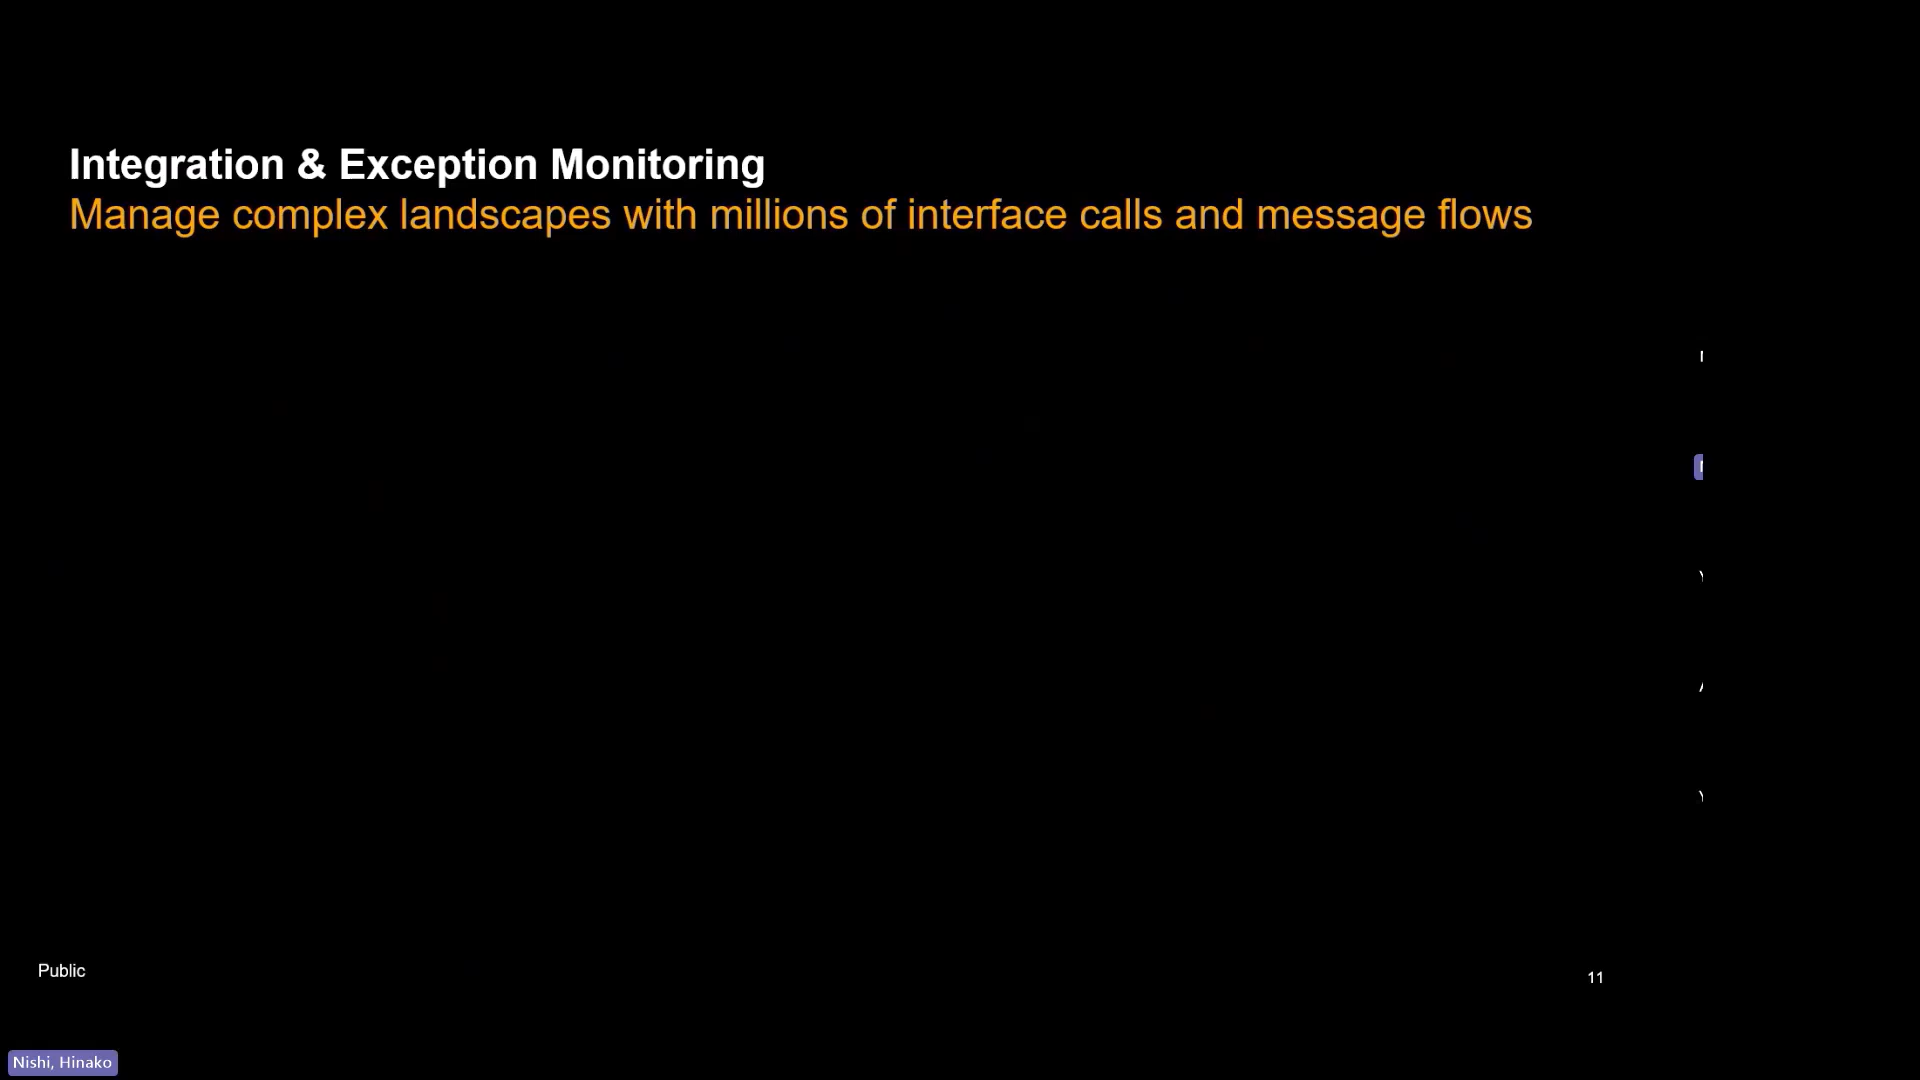 Integration & Exception Monitoring
Manage complex landscapes with millions of interface calls and message flows
Public
11
Nishi, Hinako